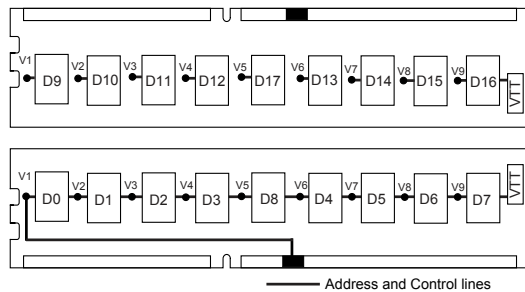 V1 V2 V3 V4 V5 V6 V7 V8 V9
D9 D10 D11 D12 D17 D13 D14 D15 D16 VTT
V1 V2 V3 V4 V5 V6 V7 V8 V9
D0 D1 D2 D3 D8 D4 D5 D6 D7 VTT
Address and Control lines